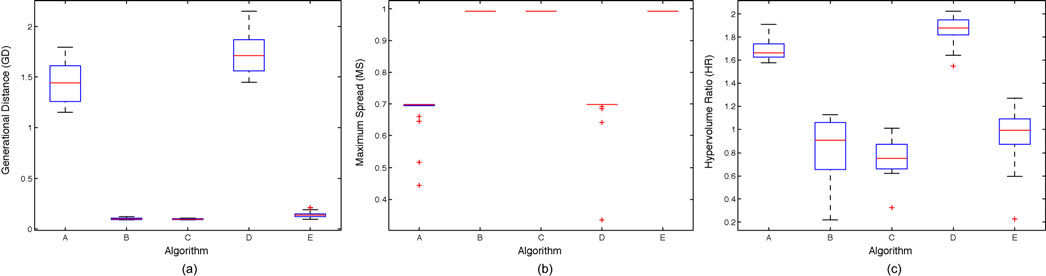 Generational Distance (GD)
2
1.5
1
0.5
0
A B C D E
Algorithm
(a)
Maximum Spread (MS)
1
0.9
0.8
0.7
0.6
0.5
0.4
A B C D E
Algorithm
(b)
Hypervolume Ratio (HR)
2
1.8
1.6
1.4
1.2
1
0.8
0.6
0.4
0.2
A B C D E
Algorithm
(c)